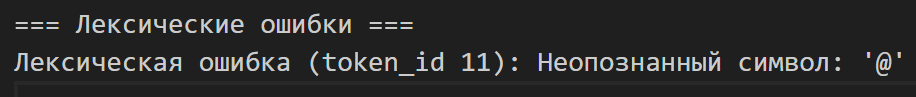 === Лексические ошибки ===
Лексическая ошибка (token_id 11): Неопознанный символ: '@'